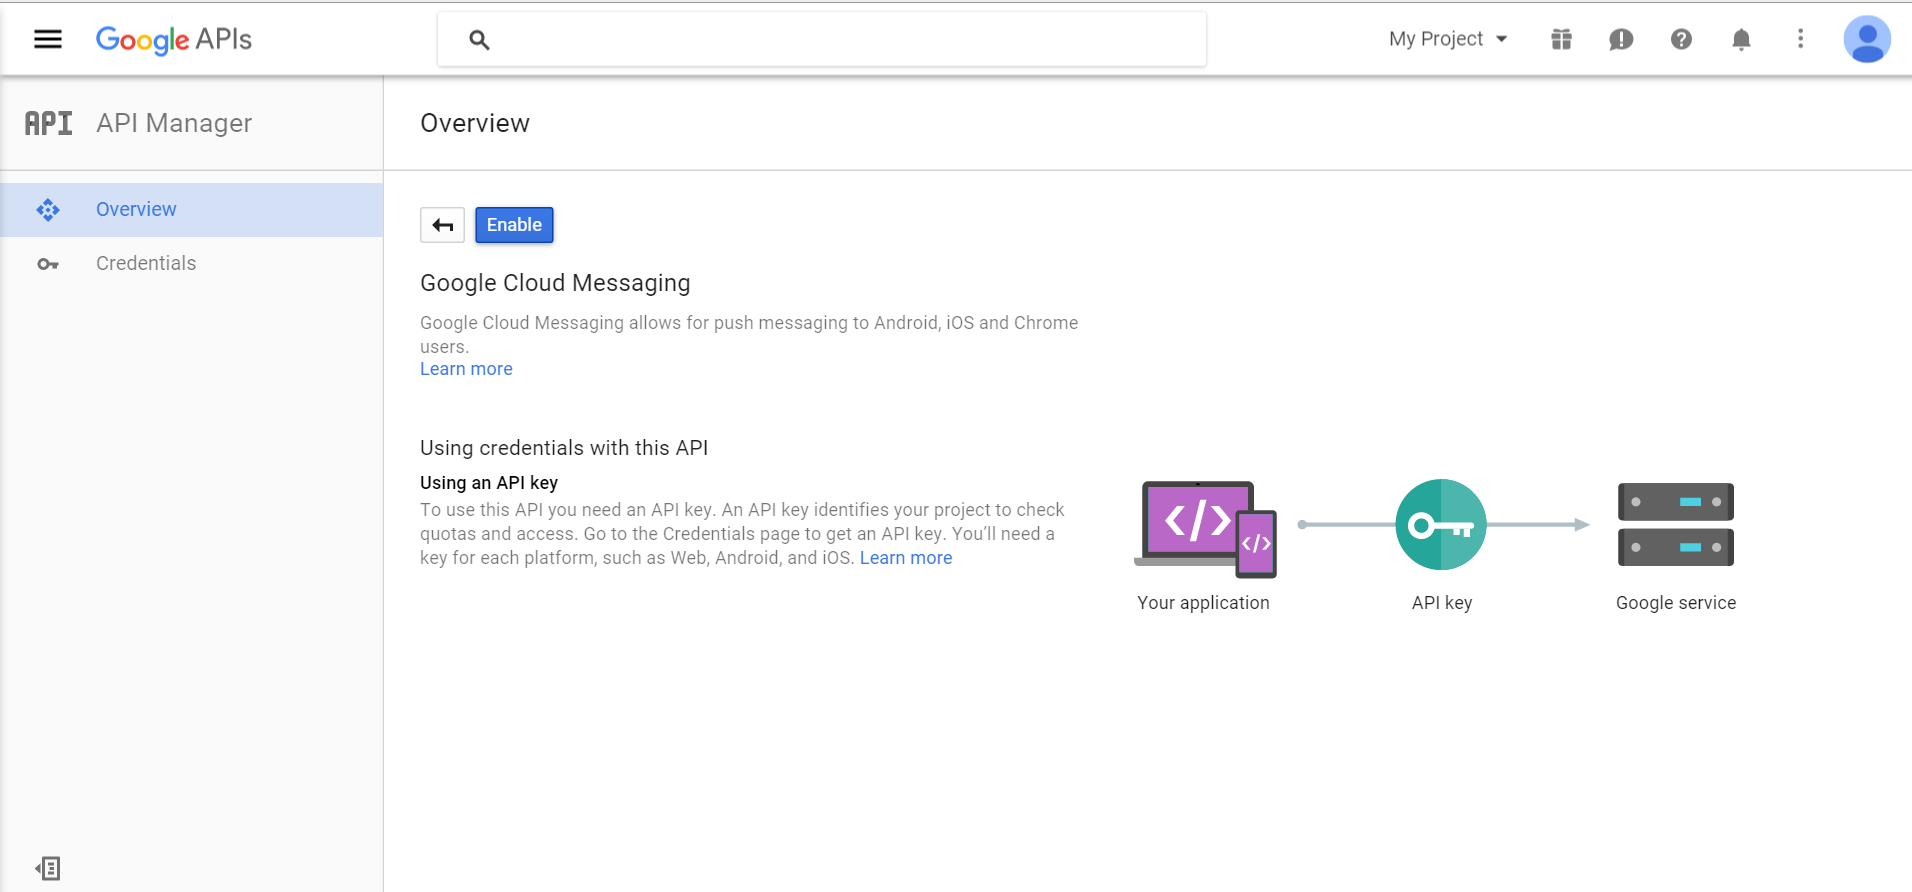 Google APIs
My Project
API API Manager
Overview
Overview
Credentials
Enable
Google Cloud Messaging
Google Cloud Messaging allows for push messaging to Android, iOS and Chrome
users.
Learn more
Using credentials with this API
Using an API key
To use this API you need an API key. An API key identifies your project to check
quotas and access. Go to the Credentials page to get an API key. You’ll need a
key for each platform, such as Web, Android, and iOS. Learn more
</>
</>
Your application
API key
Google service